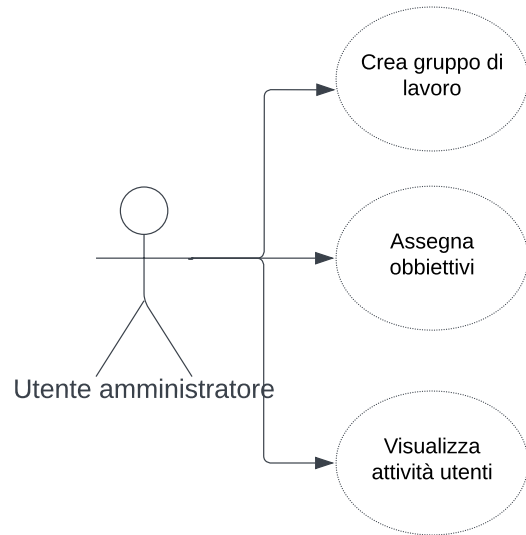 Crea gruppo di
lavoro
Assegna
obbiettivi
Utente amministratore
Visualizza
attività utenti